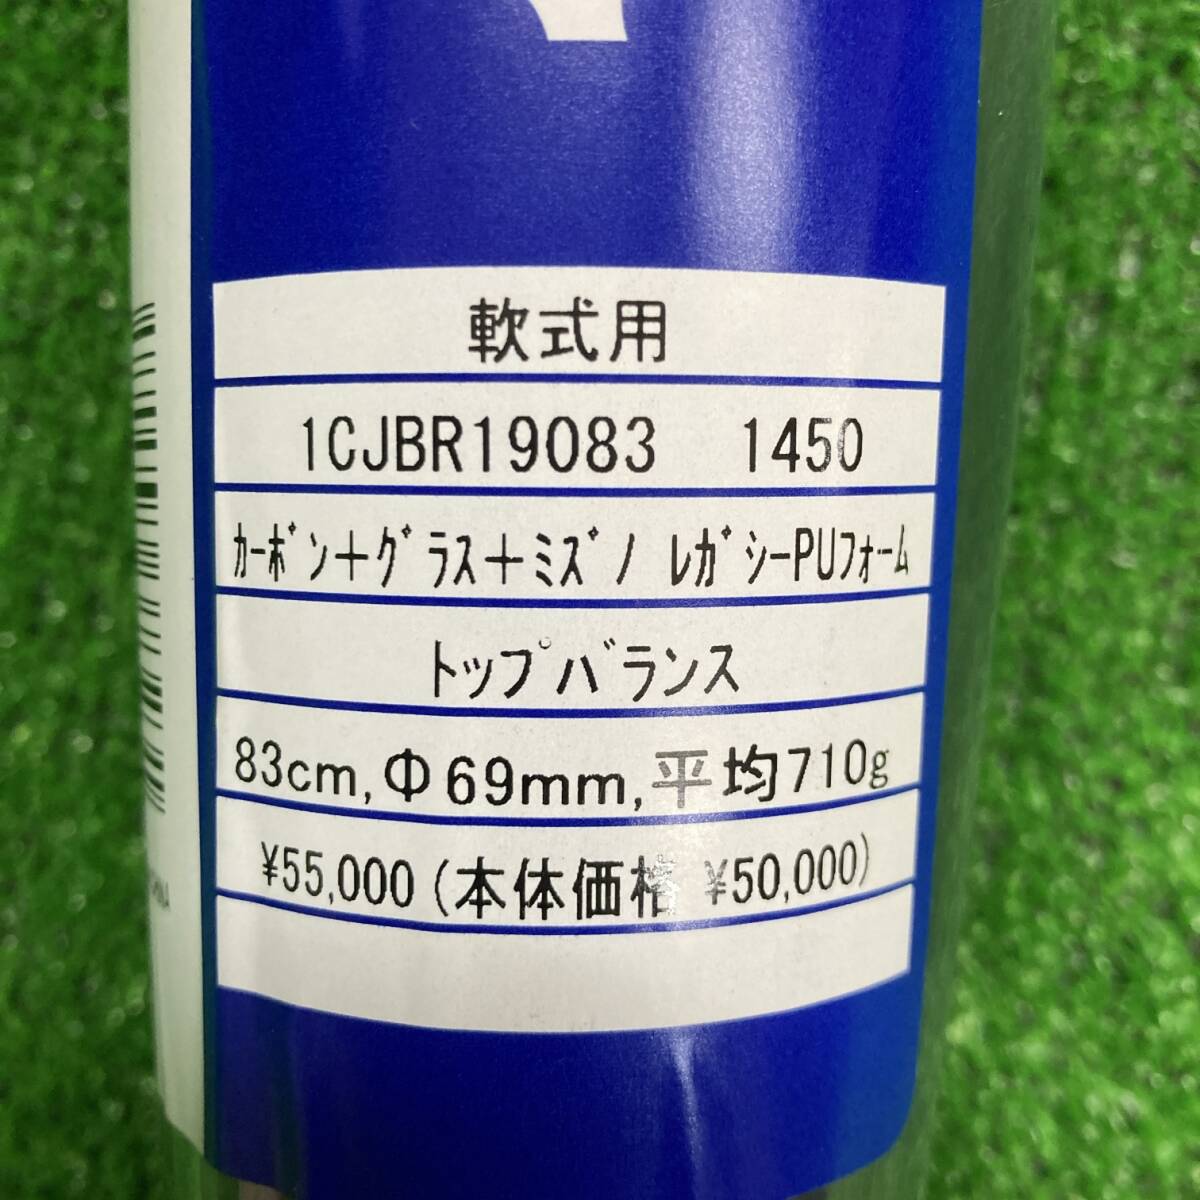 軟式用
1CJBR19083 1450
ｶｰﾎﾞﾝ+ｸﾞﾗｽ+ﾐｽﾞﾉ ﾚｶﾞｼｰPUﾌｫｰﾑ
トップバランス
83cm,Φ69mm,平均710g
¥55,000(本体価格 ¥50,000)